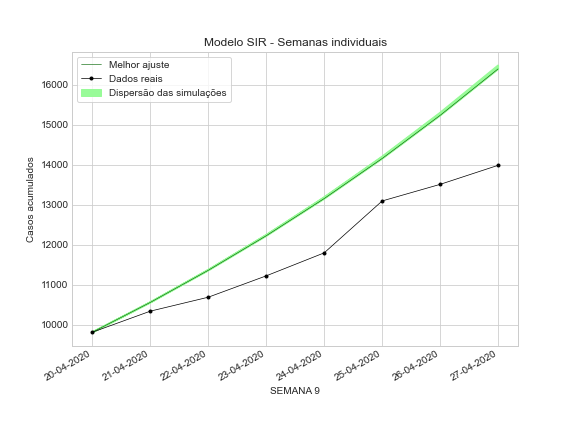 Modelo SIR - Semanas individuais
Melhor ajuste
Dados reais
Dispersão das simulações
Casos acumulados
16000
15000
14000
13000
12000
11000
10000
20-04-2020
21-04-2020
22-04-2020
23-04-2020
24-04-2020
25-04-2020
26-04-2020
27-04-2020
SEMANA 9